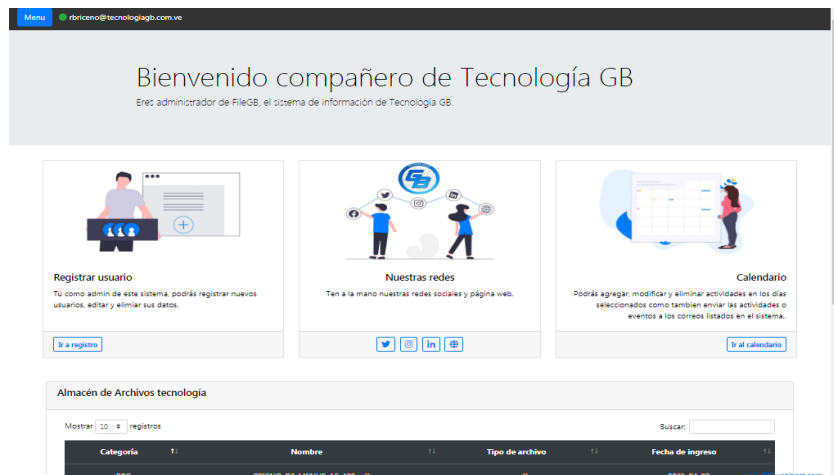 Menu rbriceno@tecnologiagb.com.ve
Bienvenido compañero de Tecnología GB
Eres administrador de FileGB, el sistema de información de Tecnología GB.
Registrar usuario
Tú como admin de este sistema, podrás registrar nuevos
usuarios, editar y elimiar sus datos.
Ir a registro
GB
Nuestras redes
Ten a la mano nuestras redes sociales y página web.
Calendario
Podrás agregar, modificar y eliminar actividades en los días
seleccionados como tambien enviar las actividades o
eventos a los correos listados en el sistema..
Ir al calendario
Almacén de Archivos tecnología
Mostrar 10 registros
Buscar:
Categoría Nombre Tipo de archivo Fecha de ingreso